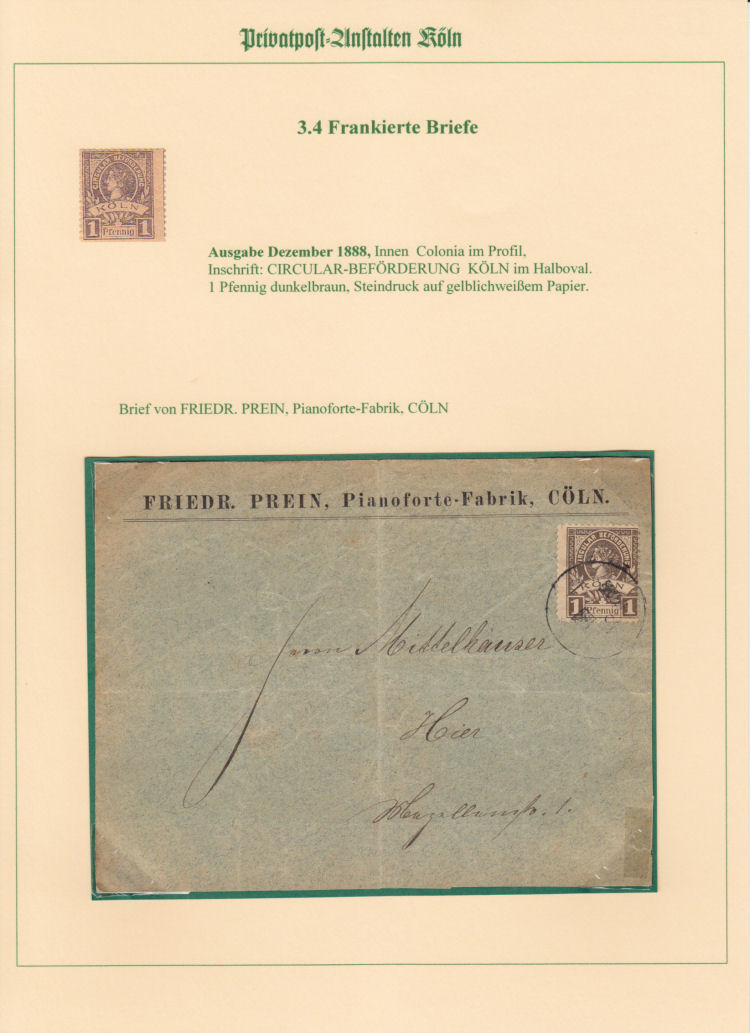 Privatpost-Anstalten Köln
3.4 Frankierte Briefe
CIRCULAR BEFÖRDERUNG
KÖLN
1 Pfennig 1
Ausgabe Dezember 1888, Innen Colonia im Profil,
Inschrift: CIRCULAR-BEFÖRDERUNG KÖLN im Halboval.
1 Pfennig dunkelbraun, Steindruck auf gelblichweißem Papier.
Brief von FRIEDR. PREIN, Pianoforte-Fabrik, CÖLN
FRIEDR. PREIN, Pianoforte-Fabrik, CÖLN.
CIRCULAR BEFÖRDERUNG
KÖLN
1 Pfennig 1
Herrn Mittelhäuser
Hier
1.